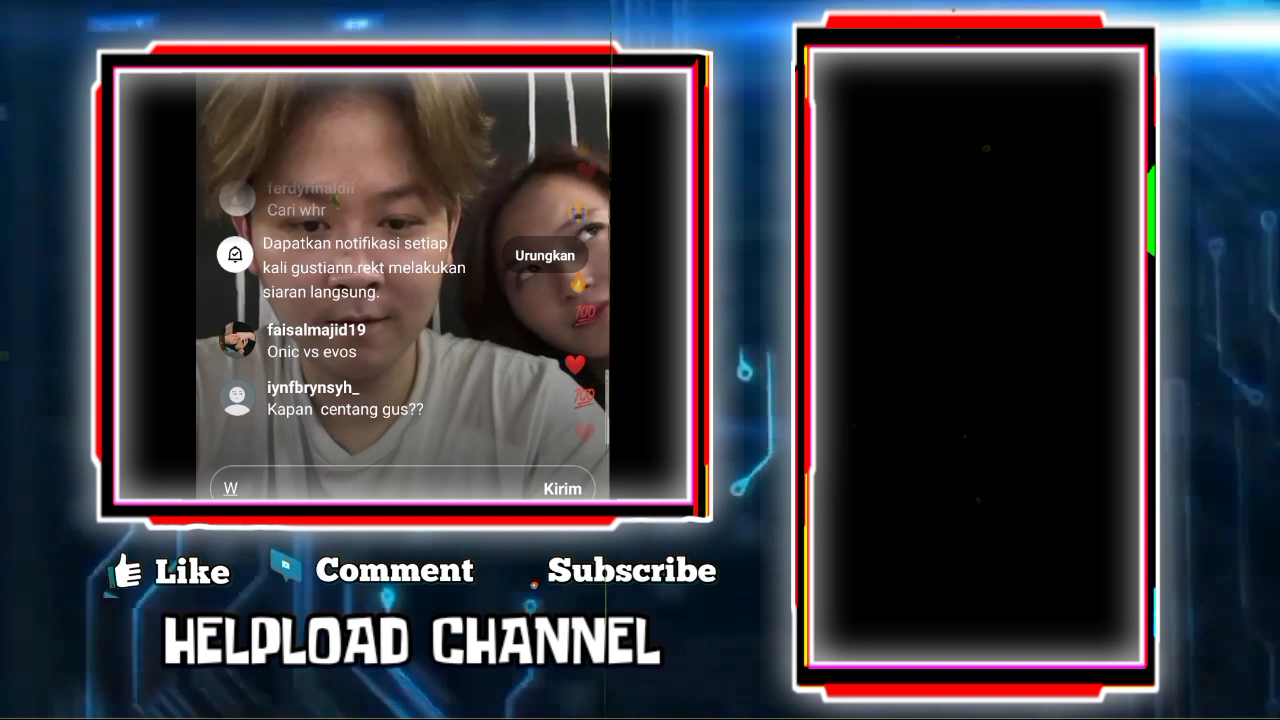 ferdyrinaldii
Cari whr
Dapatkan notifikasi setiap
kali gustiann.rekt melakukan
siaran langsung.
Urungkan
faisalmajid19
Onic vs evos
iynfbrynsyh_
Kapan centang gus??
W
Kirim
Like
Comment
Subscribe
HELPLOAD CHANNEL